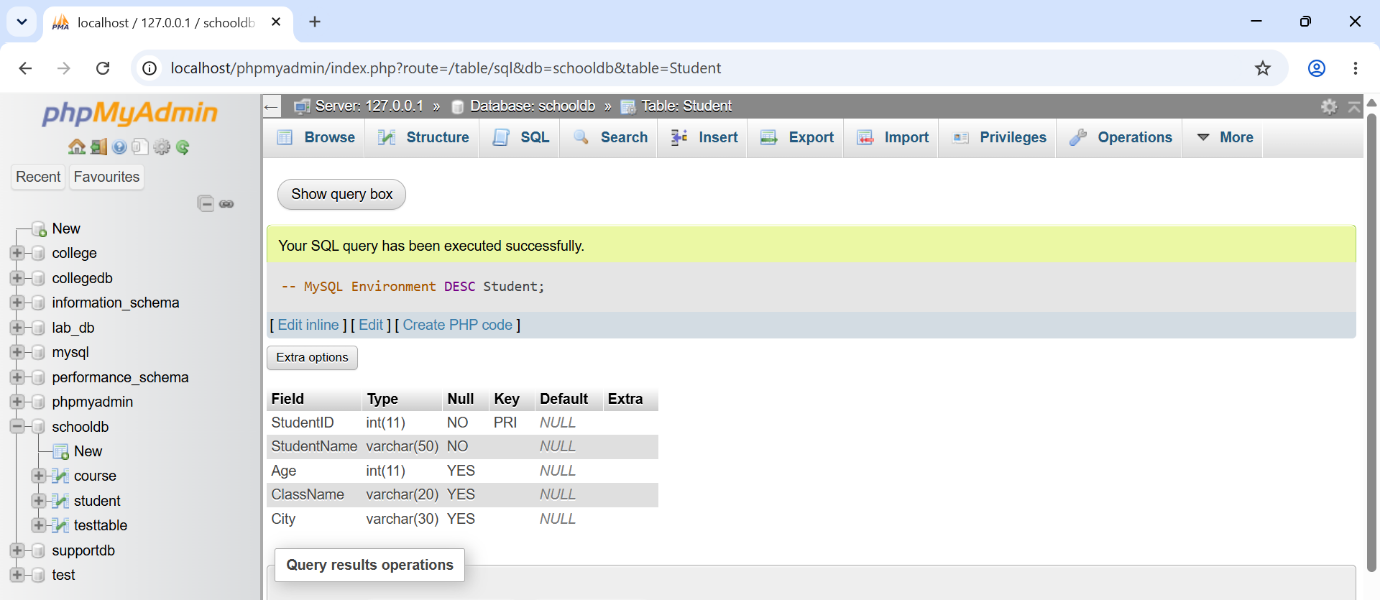 localhost / 127.0.0.1 / schooldb
localhost/phpmyadmin/index.php?route=/table/sql&db=schooldb&table=Student
phpMyAdmin
Recent Favourites
New
college
collegedb
information_schema
lab_db
mysql
performance_schema
phpmyadmin
schooldb
New
course
student
testtable
supportdb
test
Server: 127.0.0.1 » Database: schooldb » Table: Student
Browse Structure SQL Search Insert Export Import Privileges Operations More
Show query box
Your SQL query has been executed successfully.
-- MySQL Environment DESC Student;
[ Edit inline ] [ Edit ] [ Create PHP code ]
Extra options
Field Type Null Key Default Extra
StudentID int(11) NO PRI NULL
StudentName varchar(50) NO NULL
Age int(11) YES NULL
ClassName varchar(20) YES NULL
City varchar(30) YES NULL
Query results operations